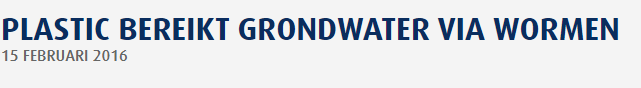 PLASTIC BEREIKT GRONDWATER VIA WORMEN
15 FEBRUARI 2016